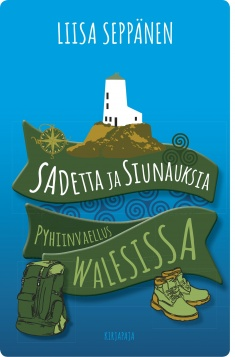 LIISA SEPPÄNEN
SADETTA JA SIUNAUKSIA
PYHIINVAELLUS
WALESISSA
KIRJAPAJA